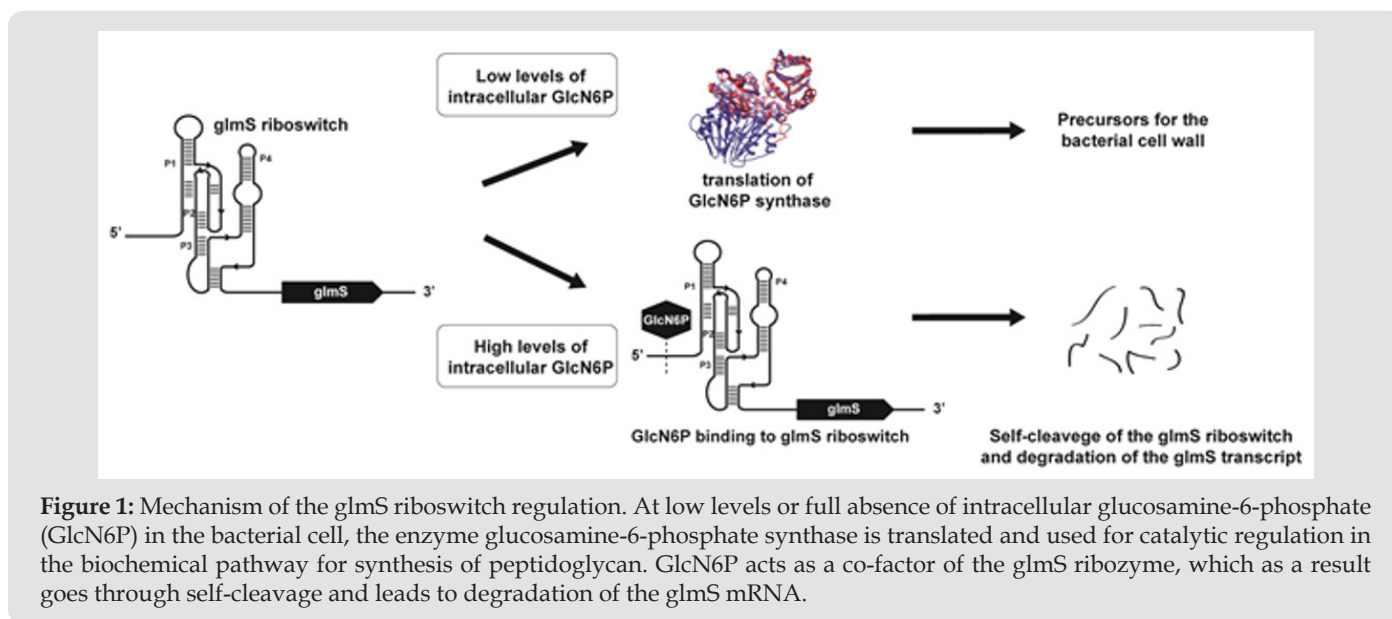 glmS riboswitch
P1
P4
P2
P3
5'
glmS
3'
Low levels of
intracellular GlcN6P
High levels of
intracellular GlcN6P
translation of
GlcN6P synthase
Precursors for the
bacterial cell wall
P1
P4
GlcN6P
P2
5'
P3
glmS
3'
GlcN6P binding to glmS riboswitch
Self-cleavege of the glmS riboswitch
and degradation of the glmS transcript
Figure 1: Mechanism of the glmS riboswitch regulation. At low levels or full absence of intracellular glucosamine-6-phosphate
(GlcN6P) in the bacterial cell, the enzyme glucosamine-6-phosphate synthase is translated and used for catalytic regulation in
the biochemical pathway for synthesis of peptidoglycan. GlcN6P acts as a co-factor of the glmS ribozyme, which as a result
goes through self-cleavage and leads to degradation of the glmS mRNA.